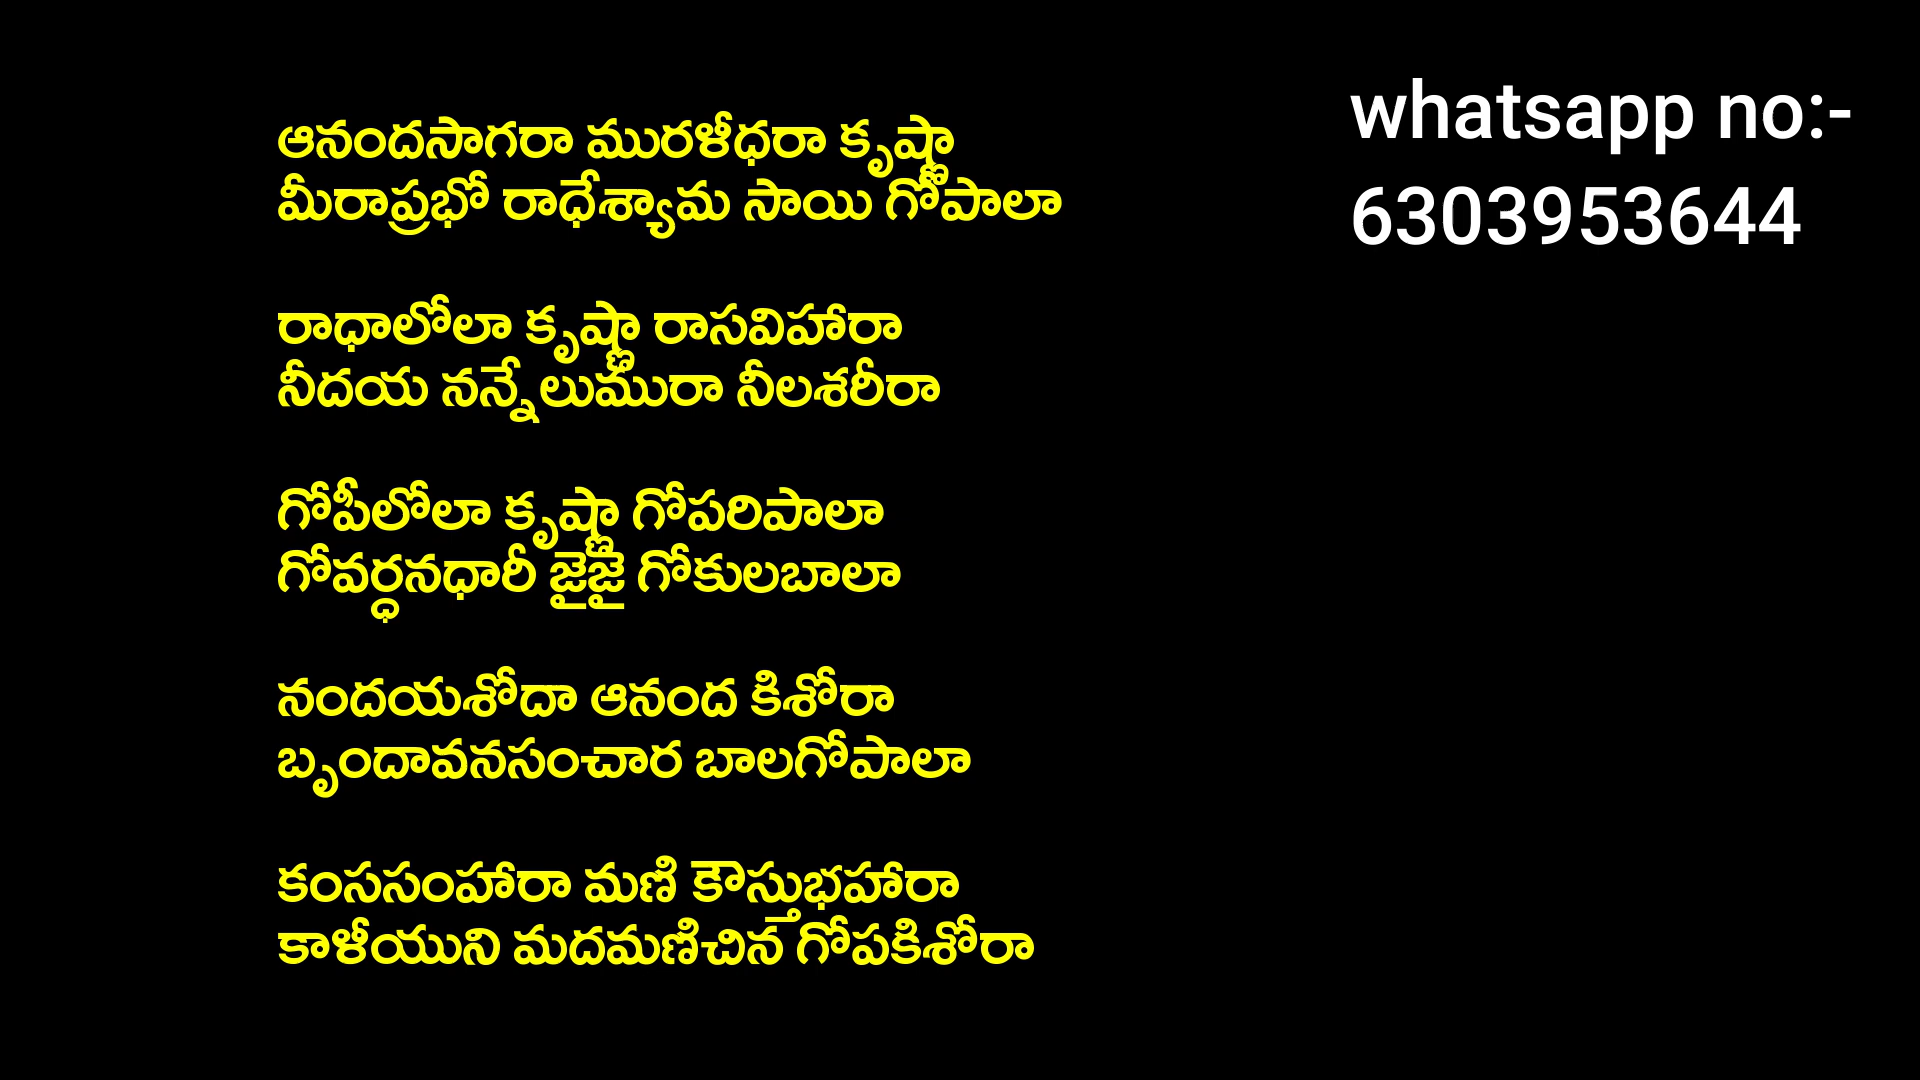 ఆనందసాగరా మురళీధరా కృష్ణా
మీరాప్రభో రాధేశ్యామ సాయి గోపాలా
రాధాలోలా కృష్ణా రాసవిహారా
నీదయ నన్నేలుమురా నీలశరీరా
గోపీలోలా కృష్ణా గోపరిపాలా
గోవర్ధనధారీ జైజై గోకులబాలా
నందయశోదా ఆనంద కిశోరా
బృందావనసంచార బాలగోపాలా
కంససంహారా మణి కౌస్తుభహారా
కాళీయుని మదమణిచిన గోపకిశోరా
whatsapp no:-
6303953644